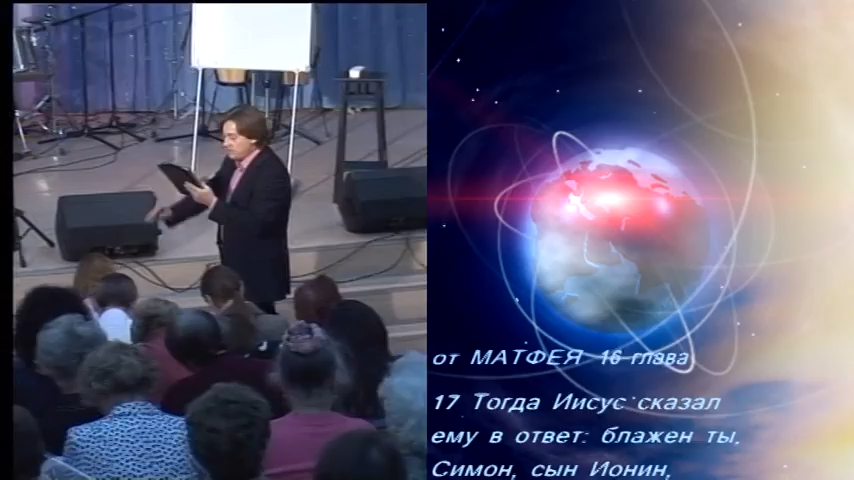 от МАТФЕЯ 16 глава
17 Тогда Иисус сказал
ему в ответ: блажен ты,
Симон, сын Ионин,